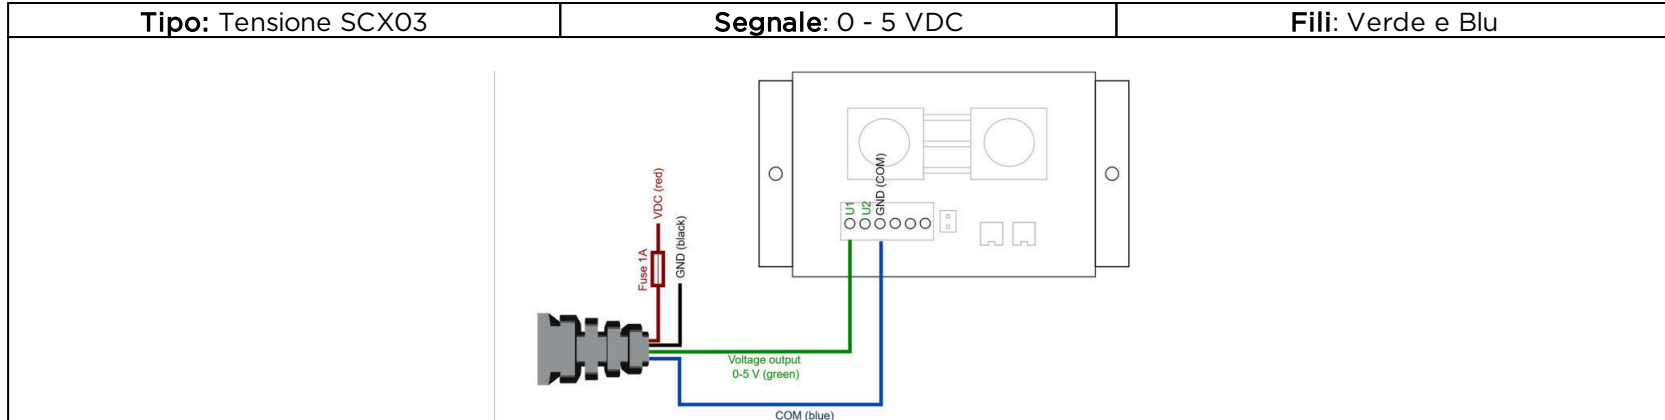 Tipo: Tensione SCX03
Segnale: 0 - 5 VDC
Fili: Verde e Blu
GND (COM)
U1
U2
VDC (red)
Fuse 1A
GND (black)
Voltage output
0-5 V (green)
COM (blue)